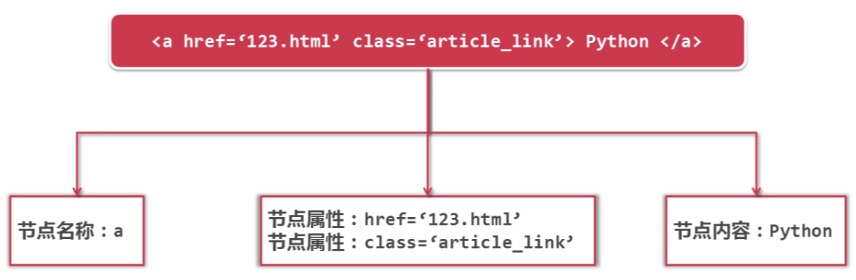 <a href=‘123.html’ class=‘article_link’> Python </a>
节点名称：a
节点属性：href=‘123.html’
节点属性：class=‘article_link’
节点内容：Python